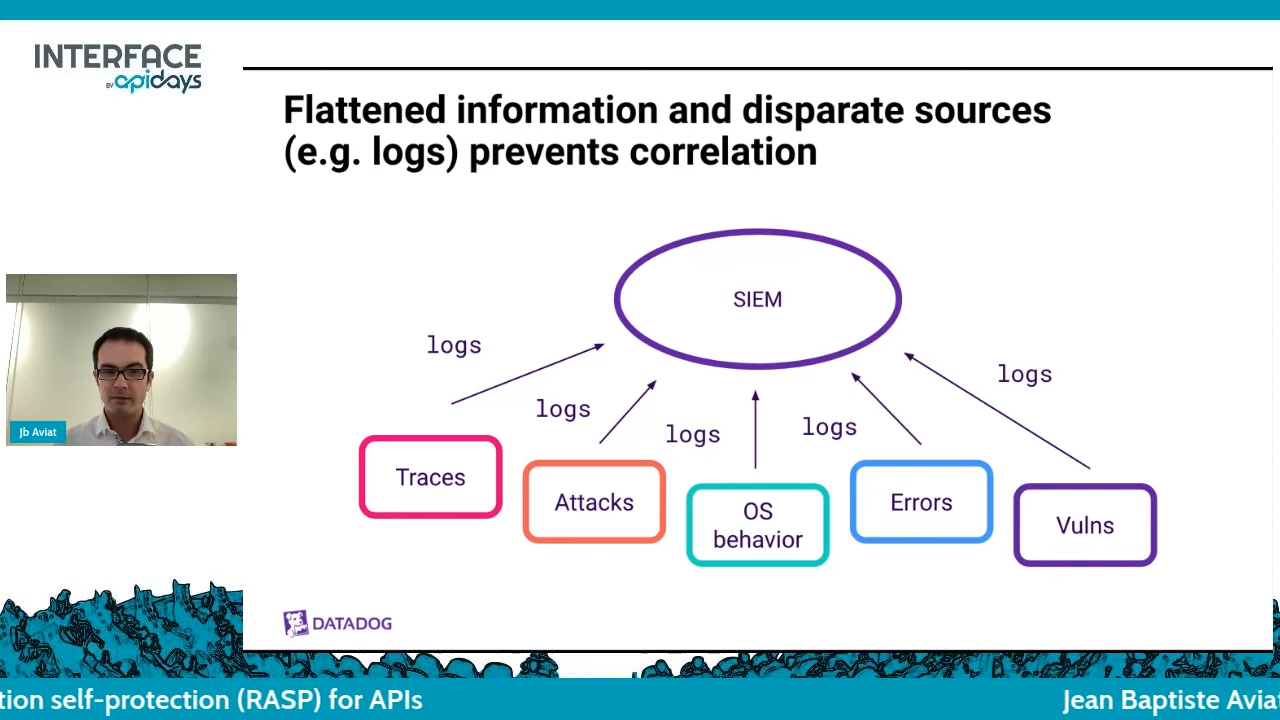 INTERFACE
BY apidays
Flattened information and disparate sources
(e.g. logs) prevents correlation
SIEM
logs
logs
logs
logs
logs
Traces
Attacks
OS
behavior
Errors
Vulns
Jb Aviat
DATADOG
tion self-protection (RASP) for APIs
Jean Baptiste Aviat